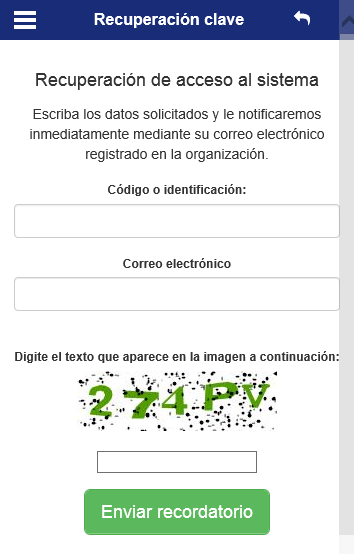 Recuperación clave
Recuperación de acceso al sistema
Escriba los datos solicitados y le notificaremos
inmediatamente mediante su correo electrónico
registrado en la organización.
Código o identificación:
Correo electrónico
Digite el texto que aparece en la imagen a continuación:
274PV
Enviar recordatorio